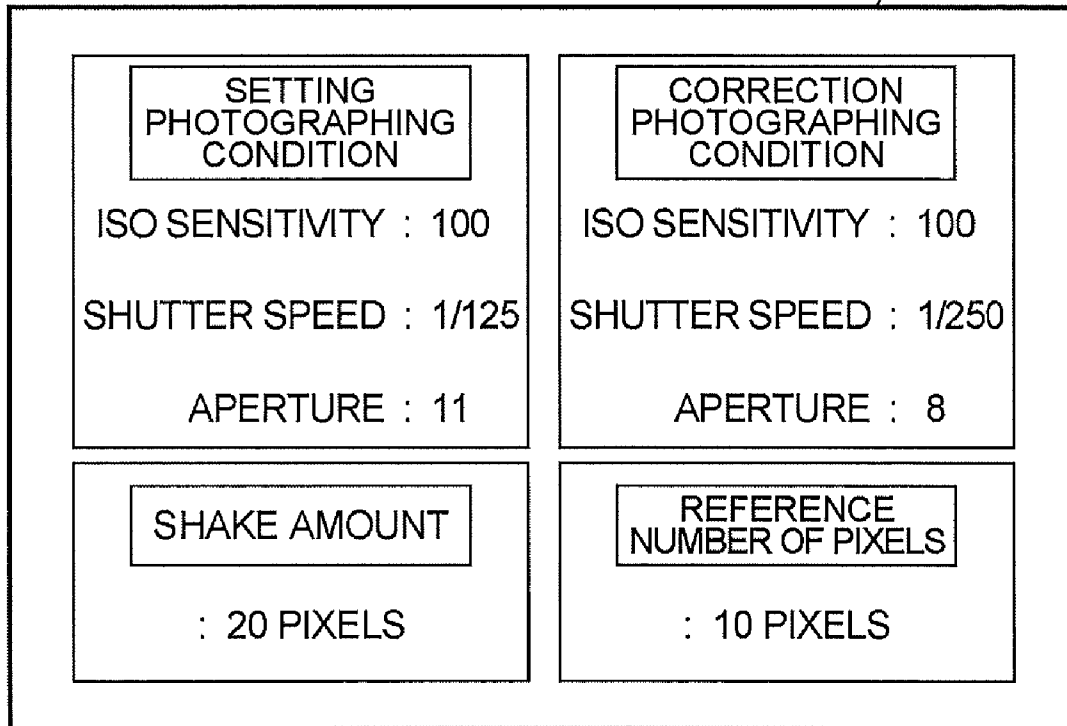 SETTING
PHOTOGRAPHING
CONDITION
ISO SENSITIVITY : 100
SHUTTER SPEED : 1/125
APERTURE : 11
CORRECTION
PHOTOGRAPHING
CONDITION
ISO SENSITIVITY : 100
SHUTTER SPEED : 1/250
APERTURE : 8
SHAKE AMOUNT
: 20 PIXELS
REFERENCE
NUMBER OF PIXELS
: 10 PIXELS